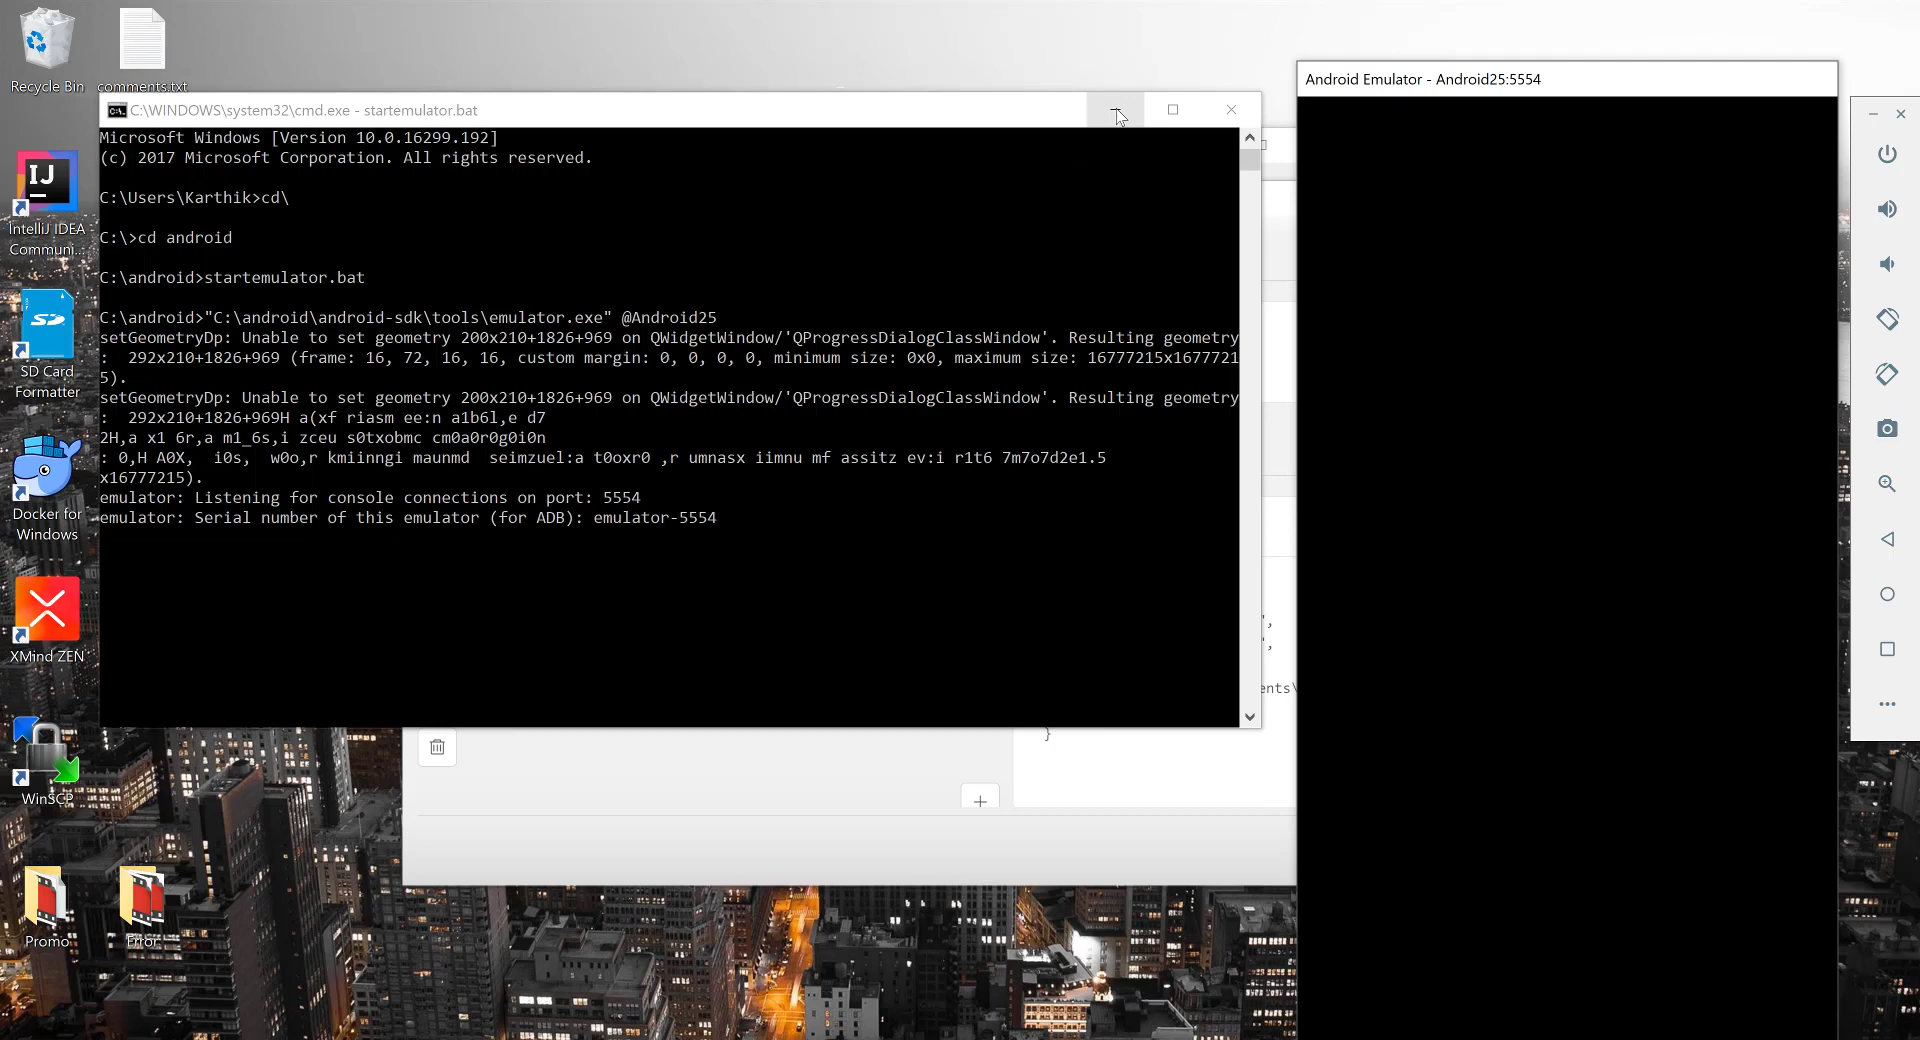 Recycle Bin
comments.txt
IntelliJ IDEA
Communi...
SD Card
Formatter
Docker for
Windows
XMind ZEN
WinSCP
Promo
Error
C:\WINDOWS\system32\cmd.exe - startemulator.bat
Microsoft Windows [Version 10.0.16299.192]
(c) 2017 Microsoft Corporation. All rights reserved.
C:\Users\Karthik>cd\
C:\>cd android
C:\android>startemulator.bat
C:\android>"C:\android\android-sdk\tools\emulator.exe" @Android25
setGeometryDp: Unable to set geometry 200x210+1826+969 on QWidgetWindow/'QProgressDialogClassWindow'. Resulting geometry
:  292x210+1826+969 (frame: 16, 72, 16, 16, custom margin: 0, 0, 0, 0, minimum size: 0x0, maximum size: 16777215x1677721
5).
setGeometryDp: Unable to set geometry 200x210+1826+969 on QWidgetWindow/'QProgressDialogClassWindow'. Resulting geometry
:  292x210+1826+969H a(xf riasm ee:n a1b6l,e d7
2H,a x1 6r,a m1_6s,i zceu s0txobmc cm0a0r0g0i0n
: 0,H A0X,  i0s,  w0o,r kmiinngi maunmd  seimzuel:a t0oxr0 ,r umnasx iimnu mf assitz ev:i r1t6 7m7o7d2e1.5
x16777215).
emulator: Listening for console connections on port: 5554
emulator: Serial number of this emulator (for ADB): emulator-5554
",
",
ents\
}
Android Emulator - Android25:5554